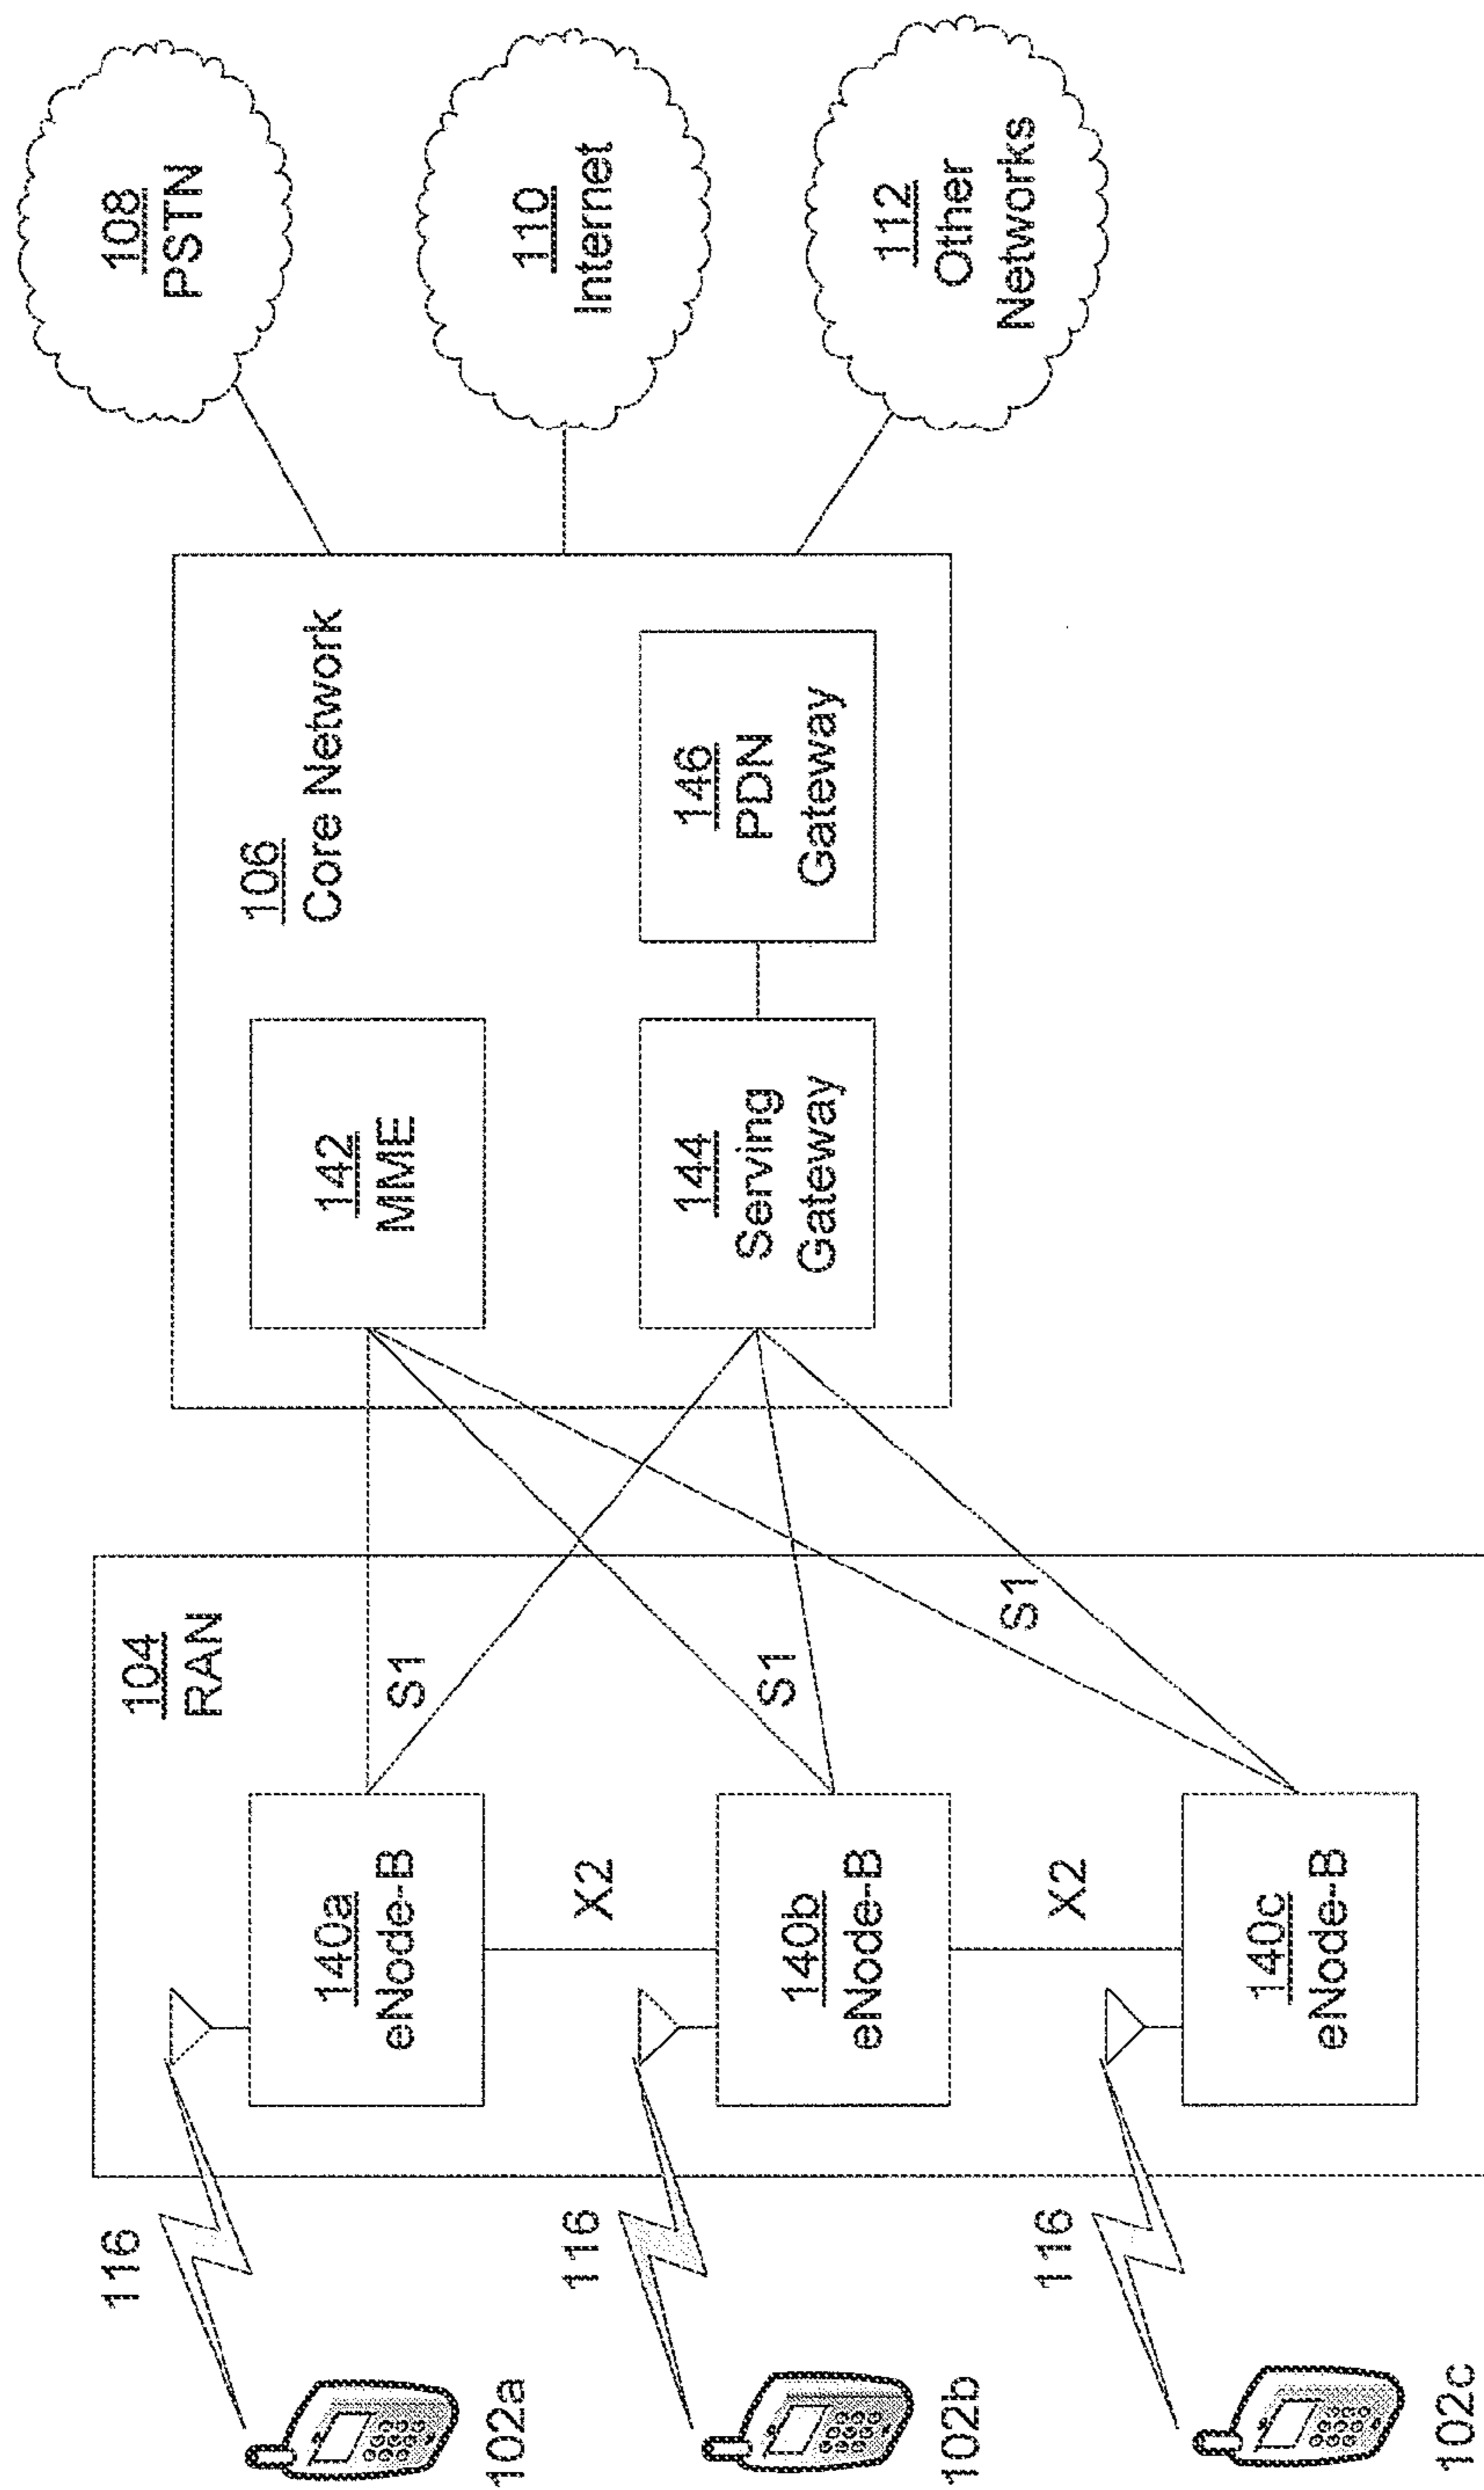 108
PSTN
110
Internet
112
Other
Networks
106
Core Network
142
MME
146
PDN
Gateway
144
Serving
Gateway
104
RAN
S1
S1
S1
140a
eNode-B
X2
140b
eNode-B
X2
140c
eNode-B
116
116
116
102a
102b
102c